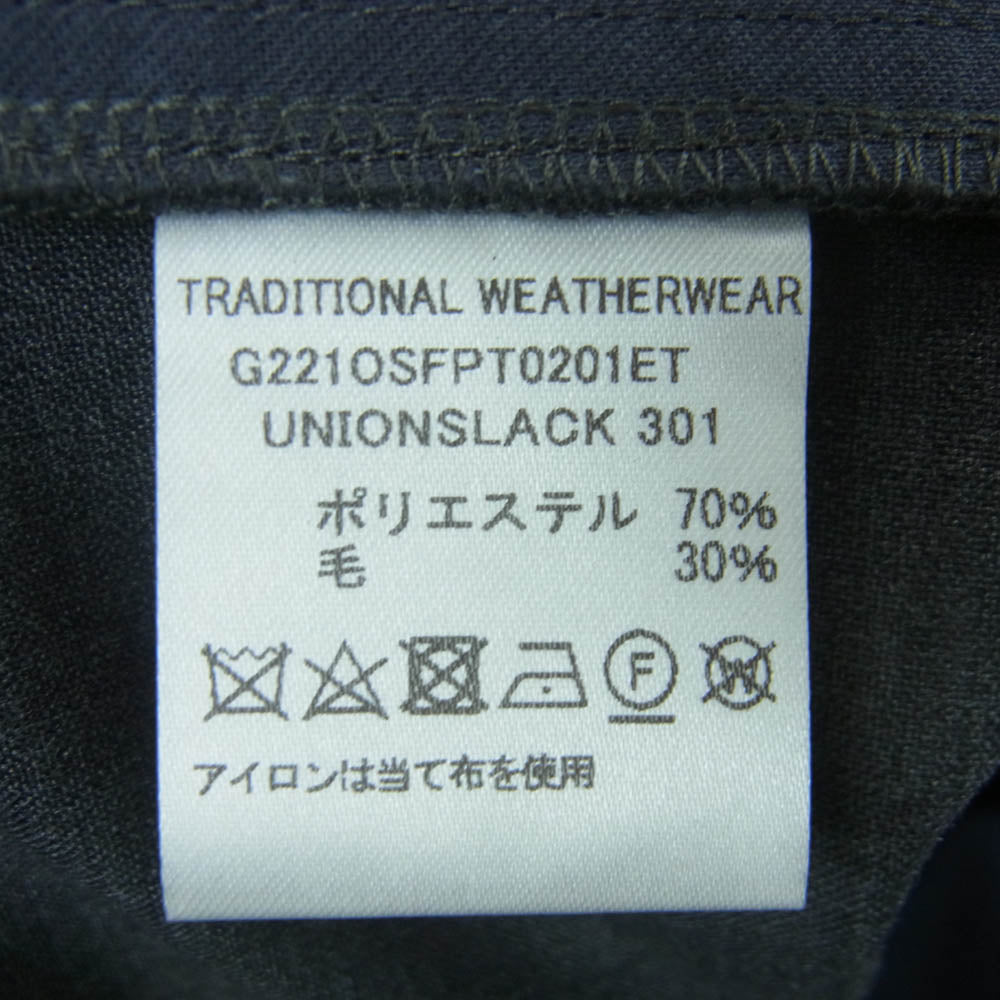 TRADITIONAL WEATHERWEAR
G221OSFPT0201ET
UNIONSLACK 301
ポリエステル 70%
毛 30%
F W
アイロンは当て布を使用